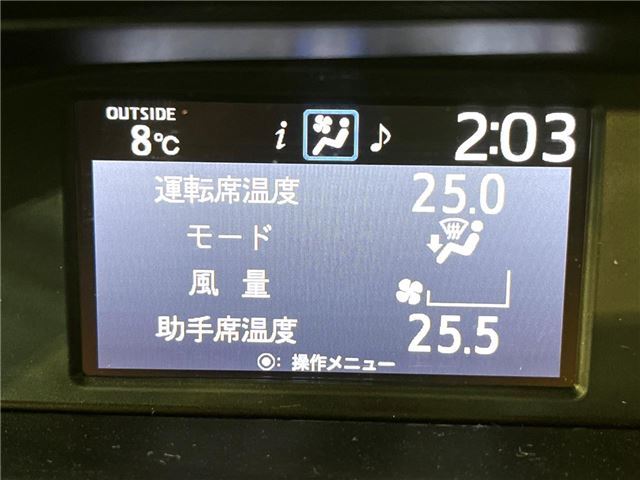 OUTSIDE
8℃ i 2:03
運転席温度 25.0
モード
風量
助手席温度 25.5
◉: 操作メニュー